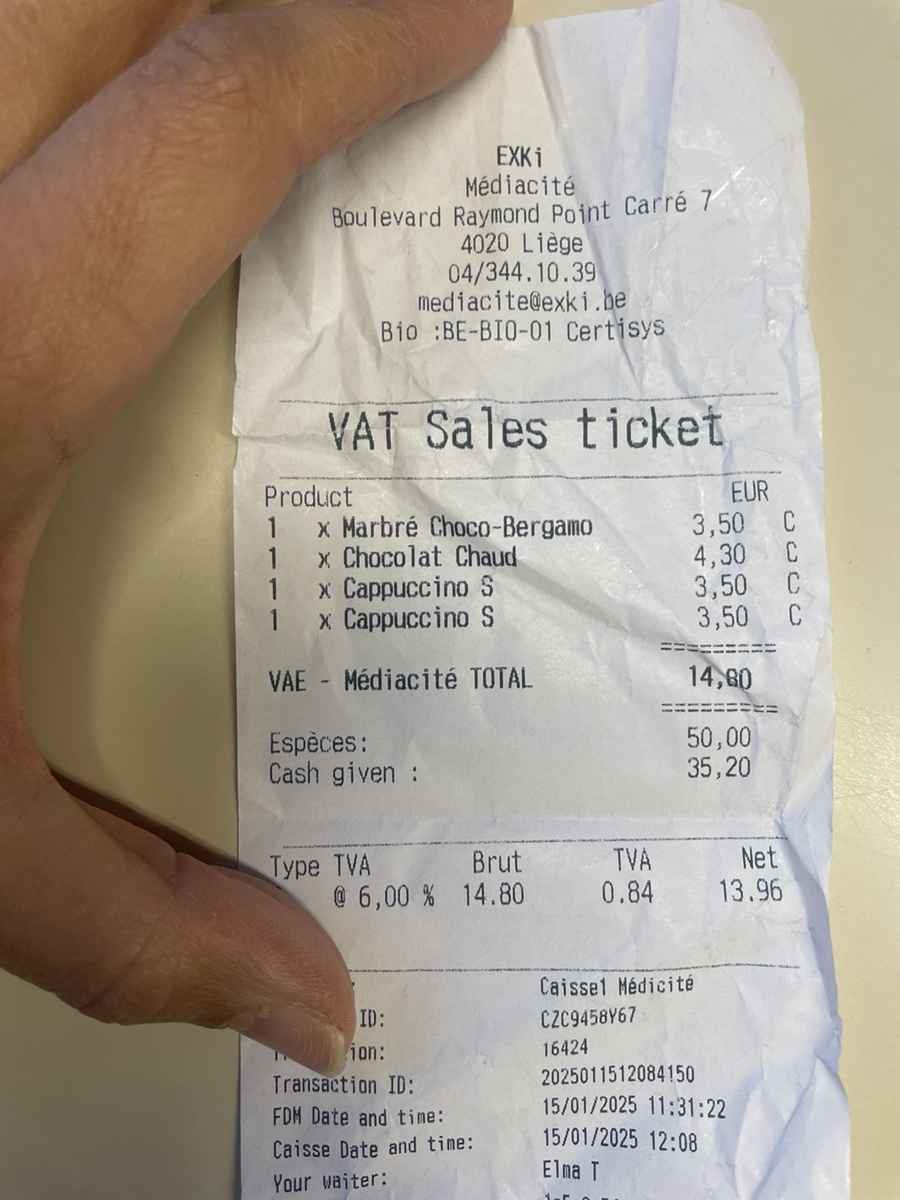 EXKi
Médiacité
Boulevard Raymond Point Carré 7
4020 Liège
04/344.10.39
mediacite@exki.be
Bio :BE-BIO-01 Certisys
VAT Sales ticket
Product EUR
1 x Marbré Choco-Bergamo 3,50 C
1 x Chocolat Chaud 4,30 C
1 x Cappuccino S 3,50 C
1 x Cappuccino S 3,50 C
=========
VAE - Médiacité TOTAL 14,80
=========
Espèces: 50,00
Cash given : 35,20
Type TVA Brut TVA Net
@ 6,00 % 14.80 0.84 13.96
: Caisse1 Médicité
ID: CZC9458Y67
ion: 16424
Transaction ID: 2025011512084150
FDM Date and time: 15/01/2025 11:31:22
Caisse Date and time: 15/01/2025 12:08
Your waiter: Elma T